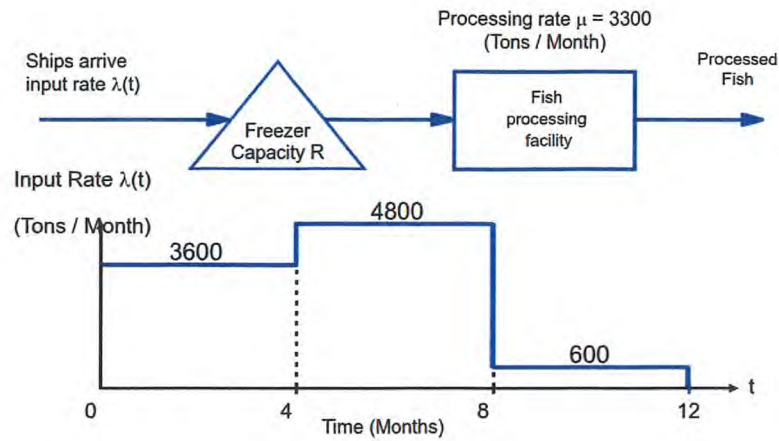 Processing rate μ = 3300
(Tons / Month)
Ships arrive
input rate λ(t)
Processed
Fish
Freezer
Capacity R
Fish
processing
facility
Input Rate λ(t)
(Tons / Month)
4800
3600
600
t
0
4
8
12
Time (Months)